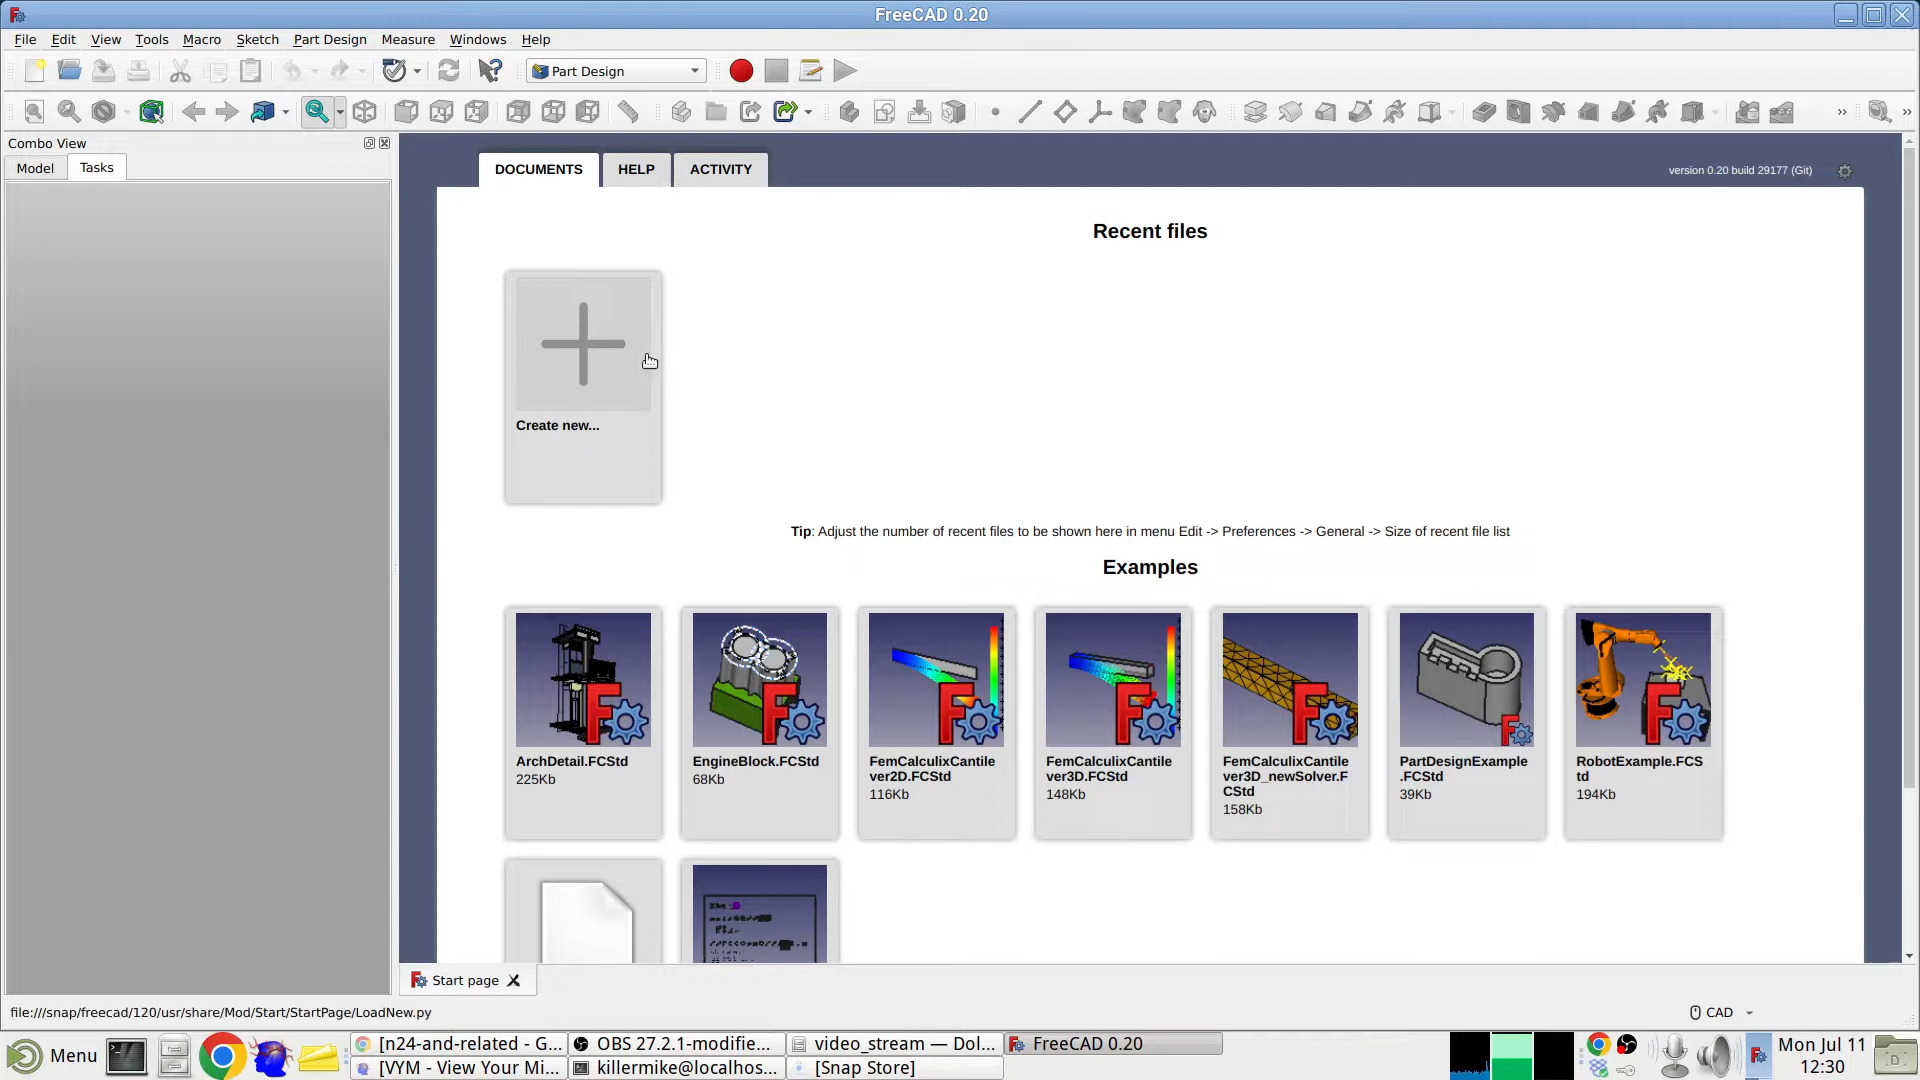 FreeCAD 0.20
File Edit View Tools Macro Sketch Part Design Measure Windows Help
Part Design
Combo View
Model Tasks
DOCUMENTS HELP ACTIVITY
version 0.20 build 29177 (Git)
Recent files
Create new...
Tip: Adjust the number of recent files to be shown here in menu Edit -> Preferences -> General -> Size of recent file list
Examples
ArchDetail.FCStd
225Kb
EngineBlock.FCStd
68Kb
FemCalculixCantile
ver2D.FCStd
116Kb
FemCalculixCantile
ver3D.FCStd
148Kb
FemCalculixCantile
ver3D_newSolver.F
CStd
158Kb
PartDesignExample
.FCStd
39Kb
RobotExample.FCS
td
194Kb
Start page
file:///snap/freecad/120/usr/share/Mod/Start/StartPage/LoadNew.py
CAD
Menu
[n24-and-related - G...
OBS 27.2.1-modifie...
video_stream — Dol...
FreeCAD 0.20
[VYM - View Your Mi...
killermike@localhos...
[Snap Store]
Mon Jul 11
12:30